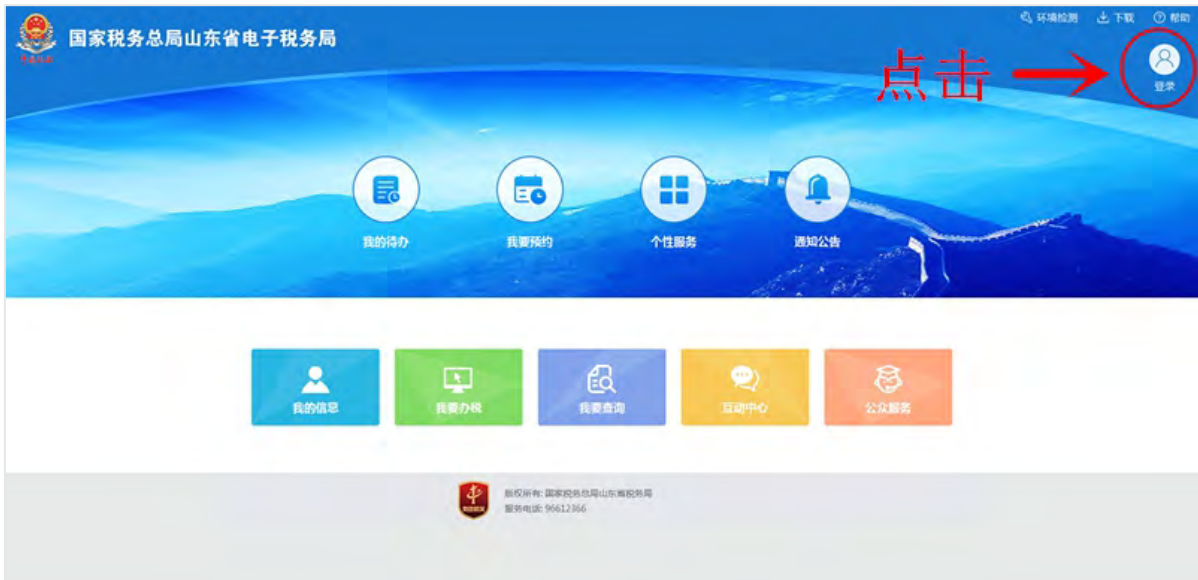 环境检测 下载 帮助
国家税务总局山东省电子税务局
点击
登录
我的待办 我要预约 个性服务 通知公告
我的信息 我要办税 我要查询 互动中心 公众服务
版权所有: 国家税务总局山东省税务局
服务电话: 96612366